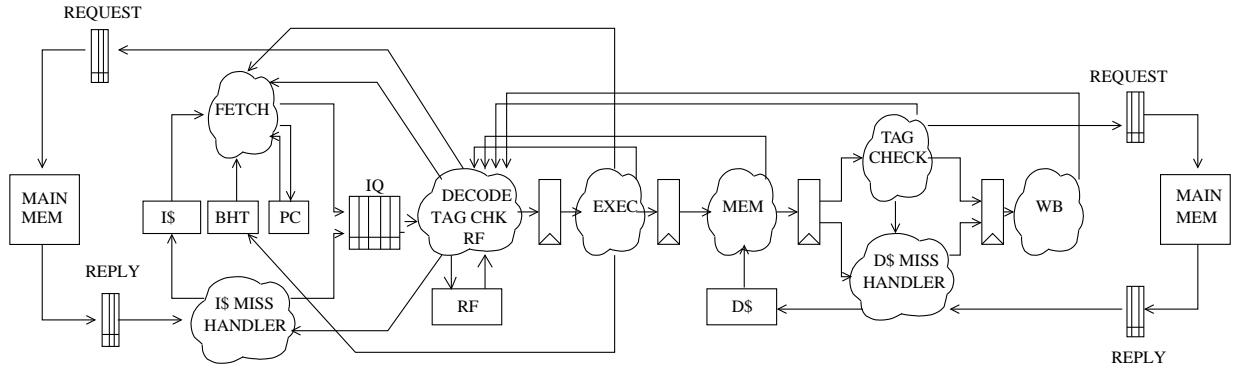 REQUEST
FETCH
REQUEST
TAG
CHECK
IQ
MAIN
MEM
I$
BHT
PC
DECODE
TAG CHK
RF
EXEC
MEM
WB
MAIN
MEM
REPLY
I$ MISS
HANDLER
RF
D$
D$ MISS
HANDLER
REPLY